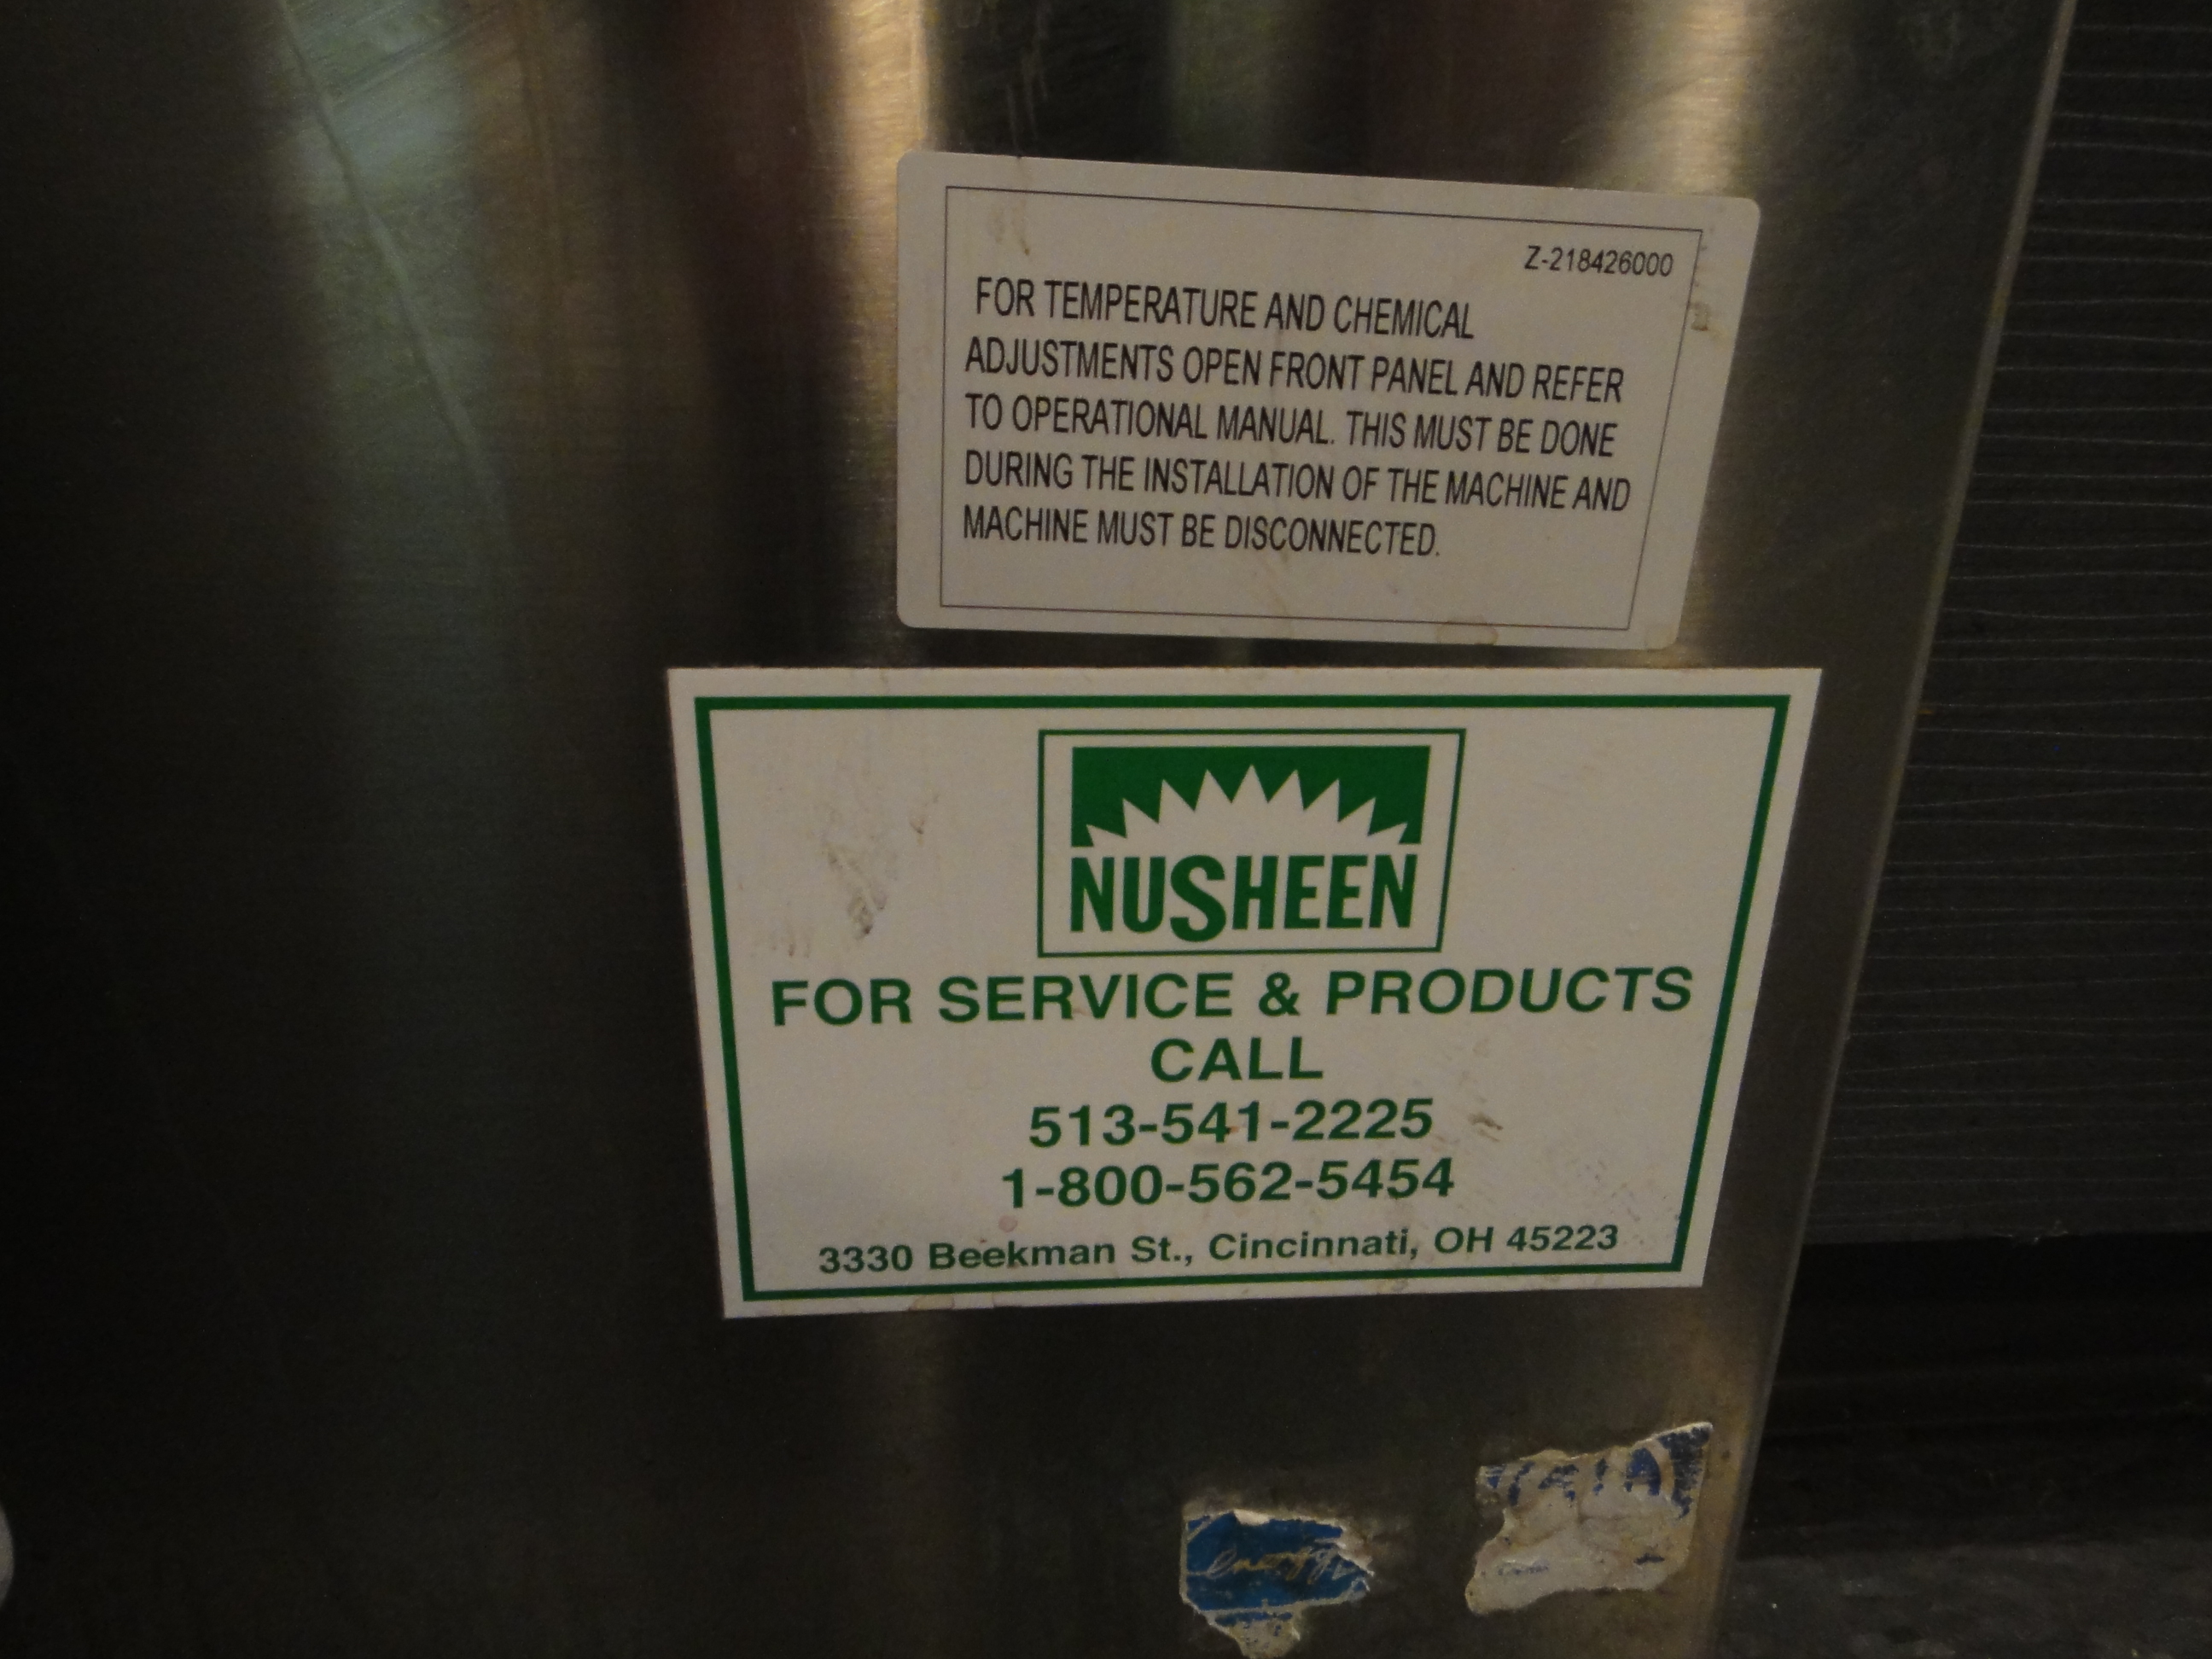 Z-218426000
FOR TEMPERATURE AND CHEMICAL
ADJUSTMENTS OPEN FRONT PANEL AND REFER
TO OPERATIONAL MANUAL. THIS MUST BE DONE
DURING THE INSTALLATION OF THE MACHINE AND
MACHINE MUST BE DISCONNECTED.
NUSHEEN
FOR SERVICE & PRODUCTS
CALL
513-541-2225
1-800-562-5454
3330 Beekman St., Cincinnati, OH 45223
energy